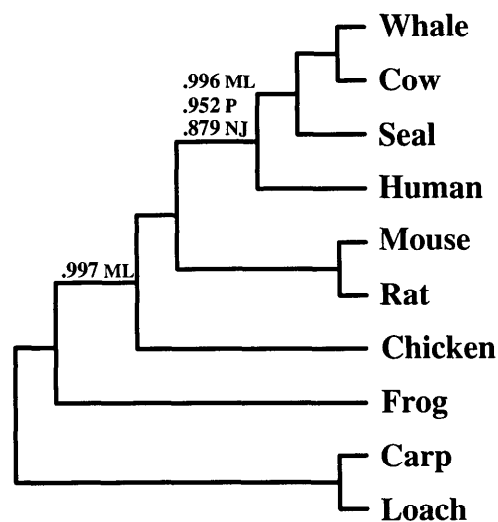 Whale
.996 ML
Cow
.952 P
.879 NJ
Seal
Human
Mouse
.997 ML
Rat
Chicken
Frog
Carp
Loach